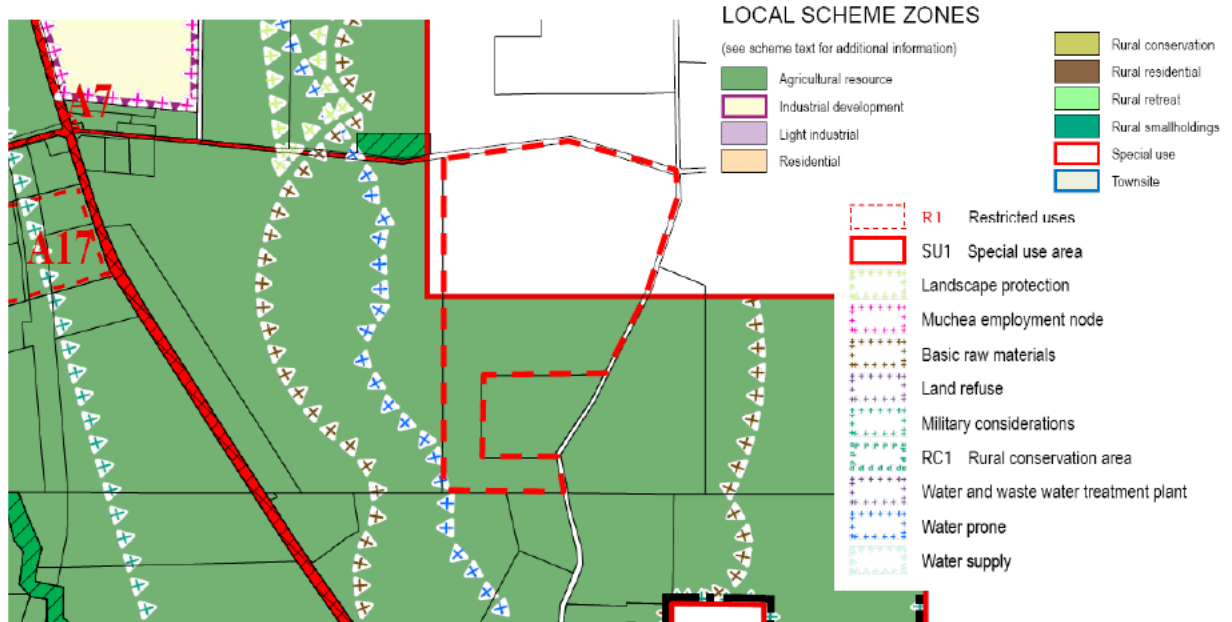 LOCAL SCHEME ZONES
(see scheme text for additional information)
Agricultural resource
Industrial development
Light industrial
Residential
Rural conservation
Rural residential
Rural retreat
Rural smallholdings
Special use
Townsite
R1 Restricted uses
SU1 Special use area
Landscape protection
Muchea employment node
Basic raw materials
Land refuse
Military considerations
RC1 Rural conservation area
Water and waste water treatment plant
Water prone
Water supply
A7
A17